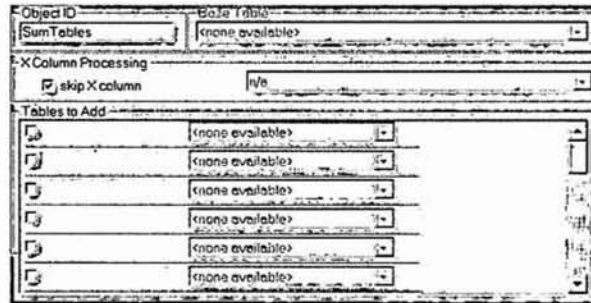 Object ID
Base Table
SumTables
<none available>
X Column Processing
skip X column
n/a
Tables to Add
<none available>
<none available>
<none available>
<none available>
<none available>
<none available>